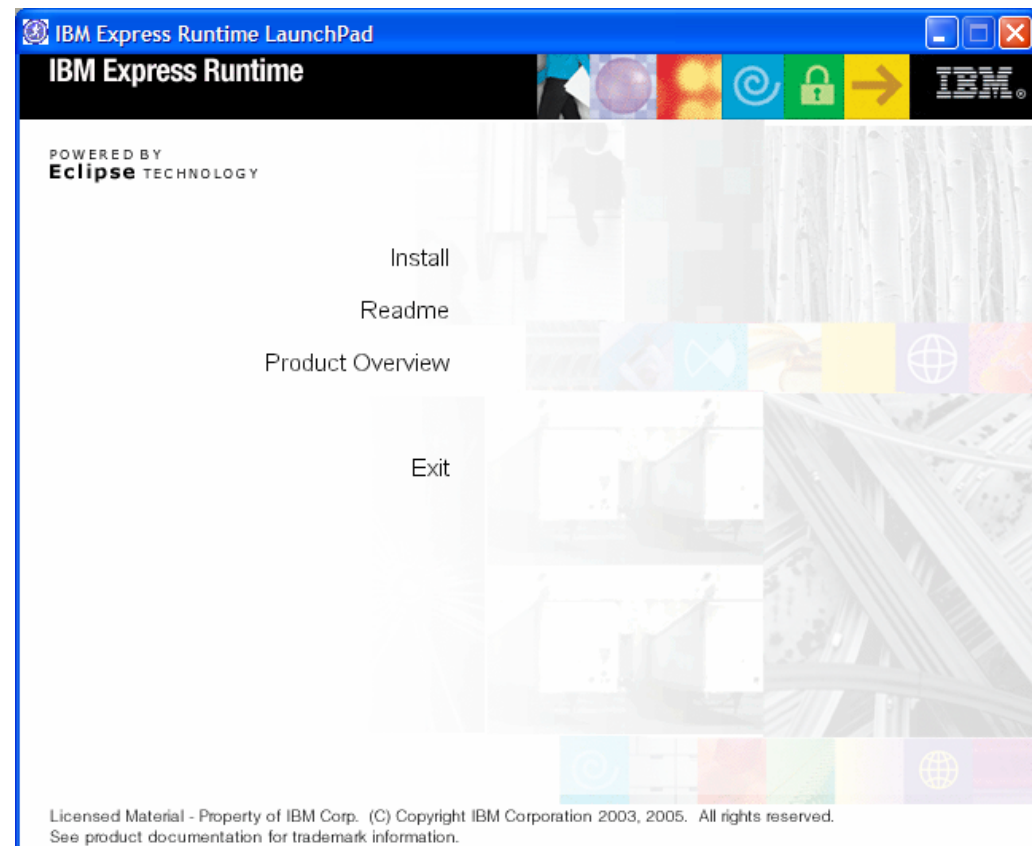 IBM Express Runtime LaunchPad
IBM Express Runtime
IBM®
POWERED BY
Eclipse TECHNOLOGY
Install
Readme
Product Overview
Exit
Licensed Material - Property of IBM Corp. (C) Copyright IBM Corporation 2003, 2005. All rights reserved.
See product documentation for trademark information.